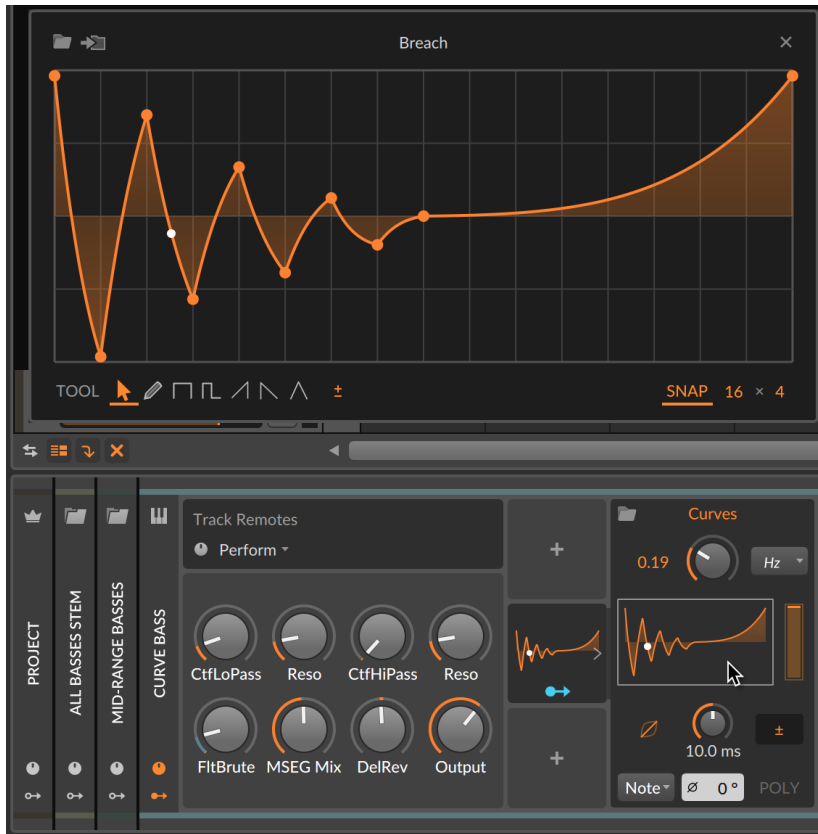 Breach
TOOL ± SNAP 16 × 4
PROJECT
ALL BASSES STEM
MID-RANGE BASSES
CURVE BASS
Track Remotes
Perform
CtfLoPass Reso CtfHiPass Reso
FltBrute MSEG Mix DelRev Output
+
+
Curves
0.19 Hz
10.0 ms ±
Note ø 0° POLY